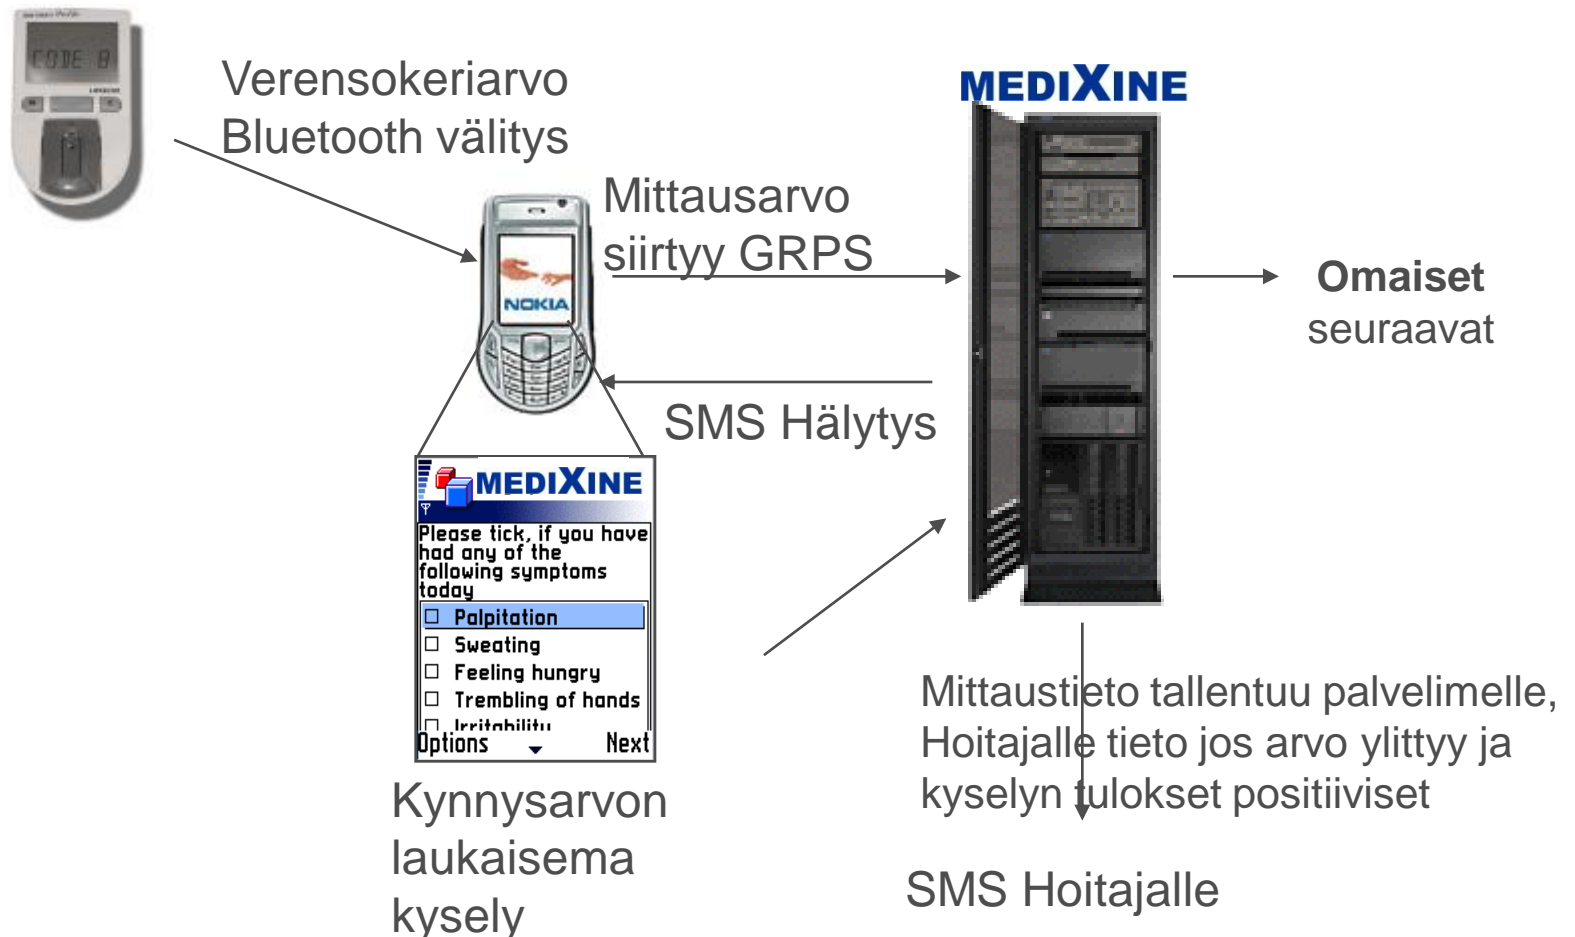 CODE 8
Verensokeriarvo
Bluetooth välitys
MEDIXINE
Mittausarvo
siirtyy GRPS
NOKIA
Omaiset
seuraavat
SMS Hälytys
MEDIXINE
Please tick, if you have
had any of the
following symptoms
today
Palpitation
Sweating
Feeling hungry
Trembling of hands
Irritability
Options
Next
Mittaustieto tallentuu palvelimelle,
Hoitajalle tieto jos arvo ylittyy ja
kyselyn tulokset positiiviset
Kynnysarvon
laukaisema
kysely
SMS Hoitajalle